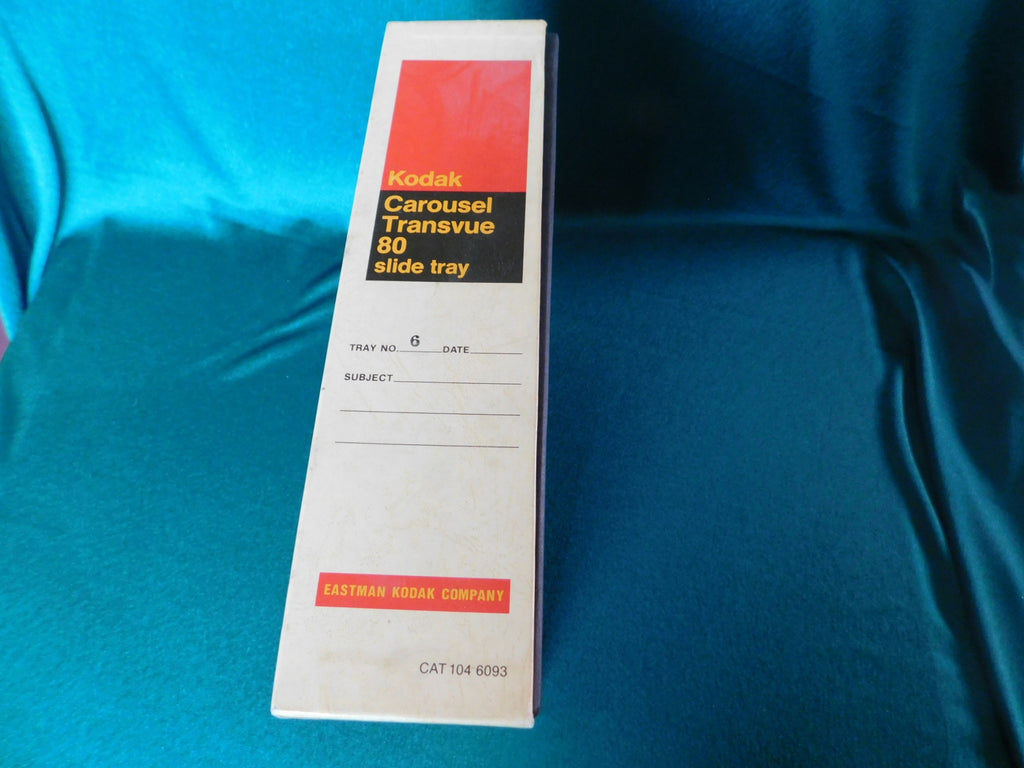 Kodak
Carousel
Transvue
80
slide tray
TRAY NO. 6 DATE
SUBJECT
EASTMAN KODAK COMPANY
CAT 104 6093